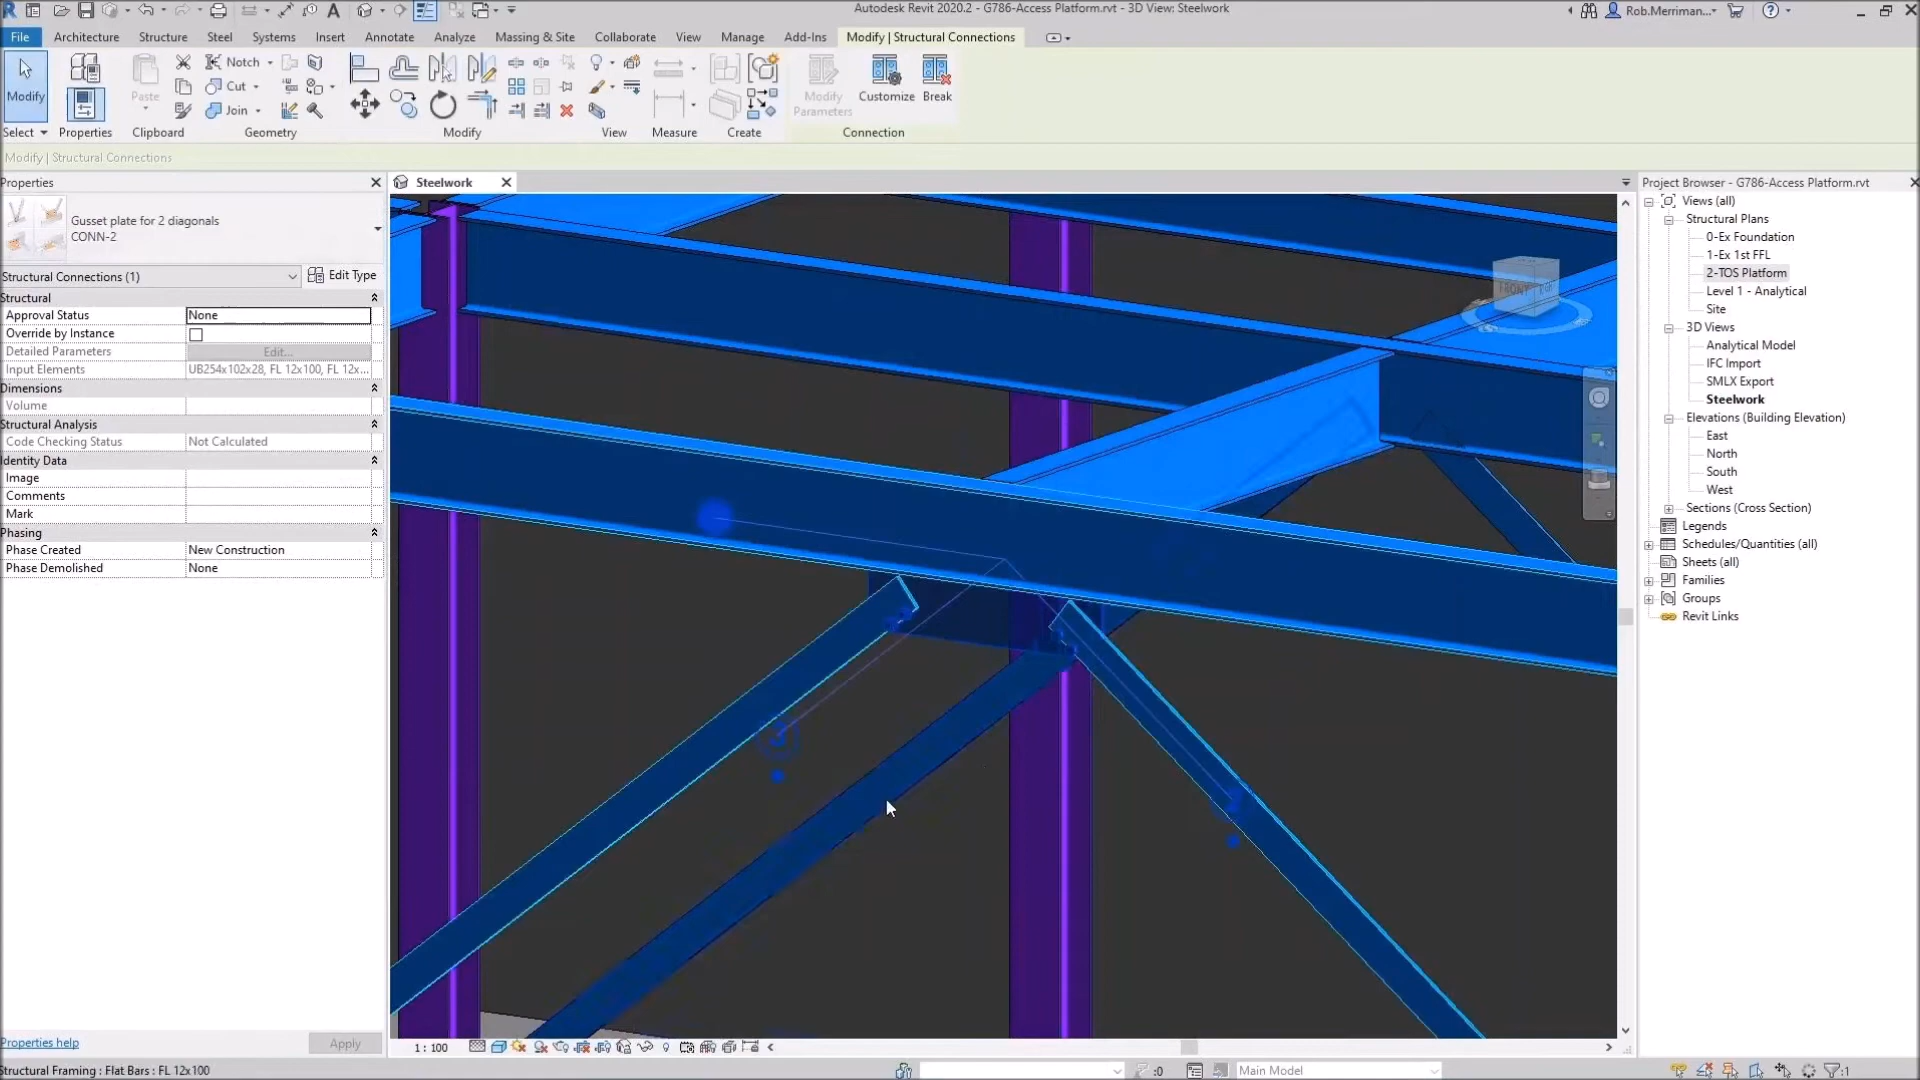 Autodesk Revit 2020.2 - G786-Access Platform.rvt - 3D View: Steelwork
Rob.Merriman...
File Architecture Structure Steel Systems Insert Annotate Analyze Massing & Site Collaborate View Manage Add-Ins Modify | Structural Connections
Modify
Paste
Notch
Cut
Join
Modify Parameters
Customize
Break
Select Properties Clipboard Geometry Modify View Measure Create Connection
Modify | Structural Connections
Properties
Gusset plate for 2 diagonals
CONN-2
Structural Connections (1)
Edit Type
Structural
Approval Status None
Override by Instance
Detailed Parameters Edit...
Input Elements UB254x102x28, FL 12x100, FL 12x...
Dimensions
Volume
Structural Analysis
Code Checking Status Not Calculated
Identity Data
Image
Comments
Mark
Phasing
Phase Created New Construction
Phase Demolished None
Properties help
Apply
Steelwork
FRONT
1 : 100
Project Browser - G786-Access Platform.rvt
Views (all)
Structural Plans
0-Ex Foundation
1-Ex 1st FFL
2-TOS Platform
Level 1 - Analytical
Site
3D Views
Analytical Model
IFC Import
SMLX Export
Steelwork
Elevations (Building Elevation)
East
North
South
West
Sections (Cross Section)
Legends
Schedules/Quantities (all)
Sheets (all)
Families
Groups
Revit Links
Structural Framing : Flat Bars : FL 12x100
:0
Main Model
:1